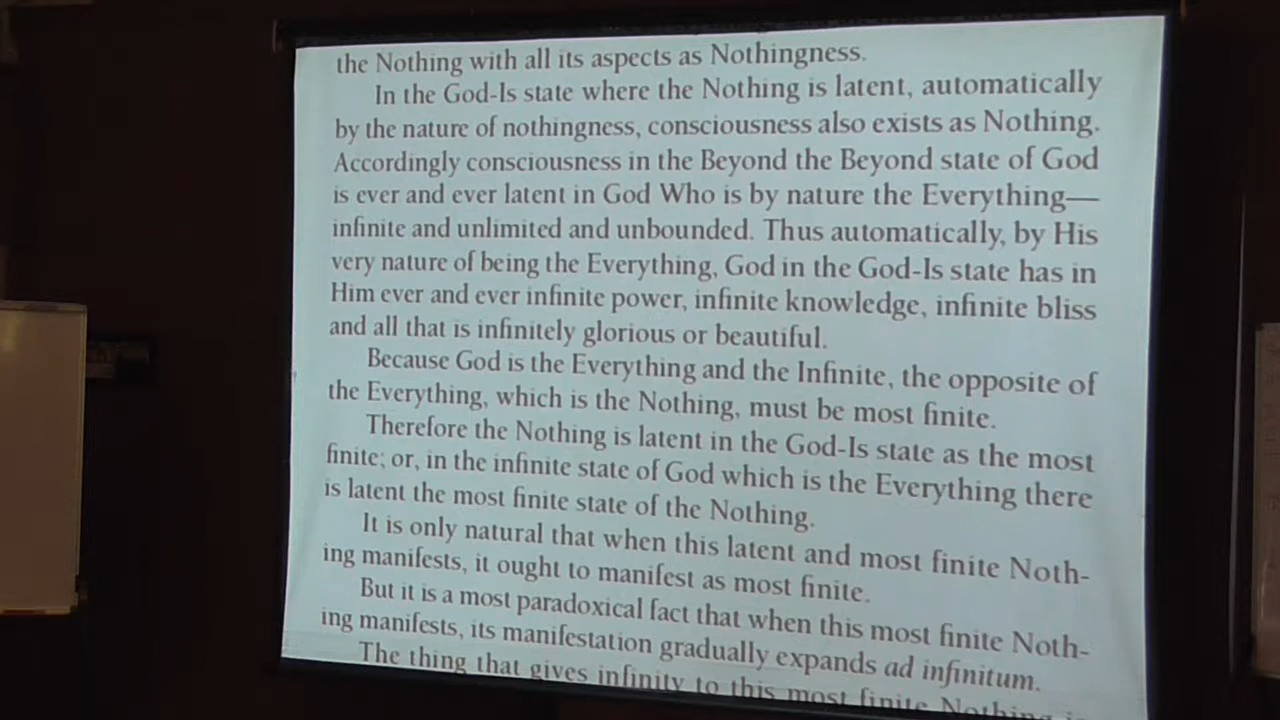 the Nothing with all its aspects as Nothingness.
In the God-Is state where the Nothing is latent, automatically
by the nature of nothingness, consciousness also exists as Nothing.
Accordingly consciousness in the Beyond the Beyond state of God
is ever and ever latent in God Who is by nature the Everything—
infinite and unlimited and unbounded. Thus automatically, by His
very nature of being the Everything, God in the God-Is state has in
Him ever and ever infinite power, infinite knowledge, infinite bliss
and all that is infinitely glorious or beautiful.
Because God is the Everything and the Infinite, the opposite of
the Everything, which is the Nothing, must be most finite.
Therefore the Nothing is latent in the God-Is state as the most
finite; or, in the infinite state of God which is the Everything there
is latent the most finite state of the Nothing.
It is only natural that when this latent and most finite Noth-
ing manifests, it ought to manifest as most finite.
But it is a most paradoxical fact that when this most finite Noth-
ing manifests, its manifestation gradually expands ad infinitum.
The thing that gives infinity to this most finite Nothing is